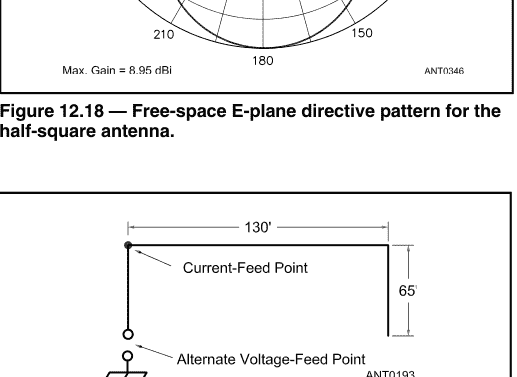 210
150
180
Max. Gain = 8.95 dBi
ANT0346
Figure 12.18 — Free-space E-plane directive pattern for the
half-square antenna.
130'
Current-Feed Point
65'
Alternate Voltage-Feed Point
ANT0193